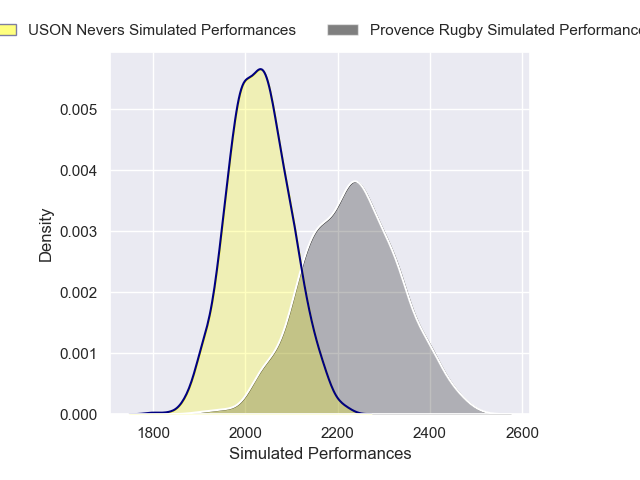 USON Nevers Simulated Performances
Provence Rugby Simulated Performance
0.005
0.004
0.003
0.002
0.001
0.000
Density
1800
2000
2200
2400
2600
Simulated Performances